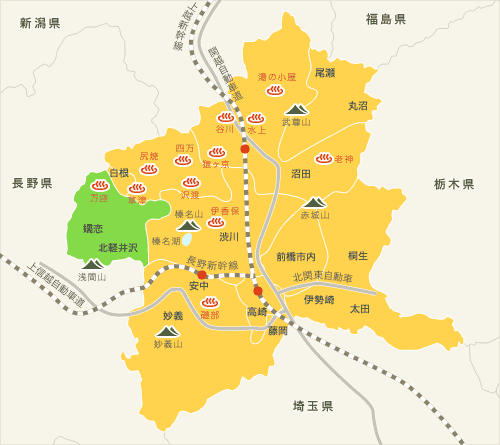 新潟県
福島県
上越新幹線
関越自動車道
尾瀬
湯の小屋
丸沼
武尊山
谷川
水上
四万
尻焼
猿ヶ京
老神
沼田
白根
長野県
万座
草津
沢渡
栃木県
榛名山
伊香保
赤城山
嬬恋
北軽井沢
榛名湖
渋川
前橋市内
桐生
浅間山
長野新幹線
上信越自動車道
北関東自動車
安中
伊勢崎
太田
磯部
高崎
妙義
藤岡
妙義山
埼玉県